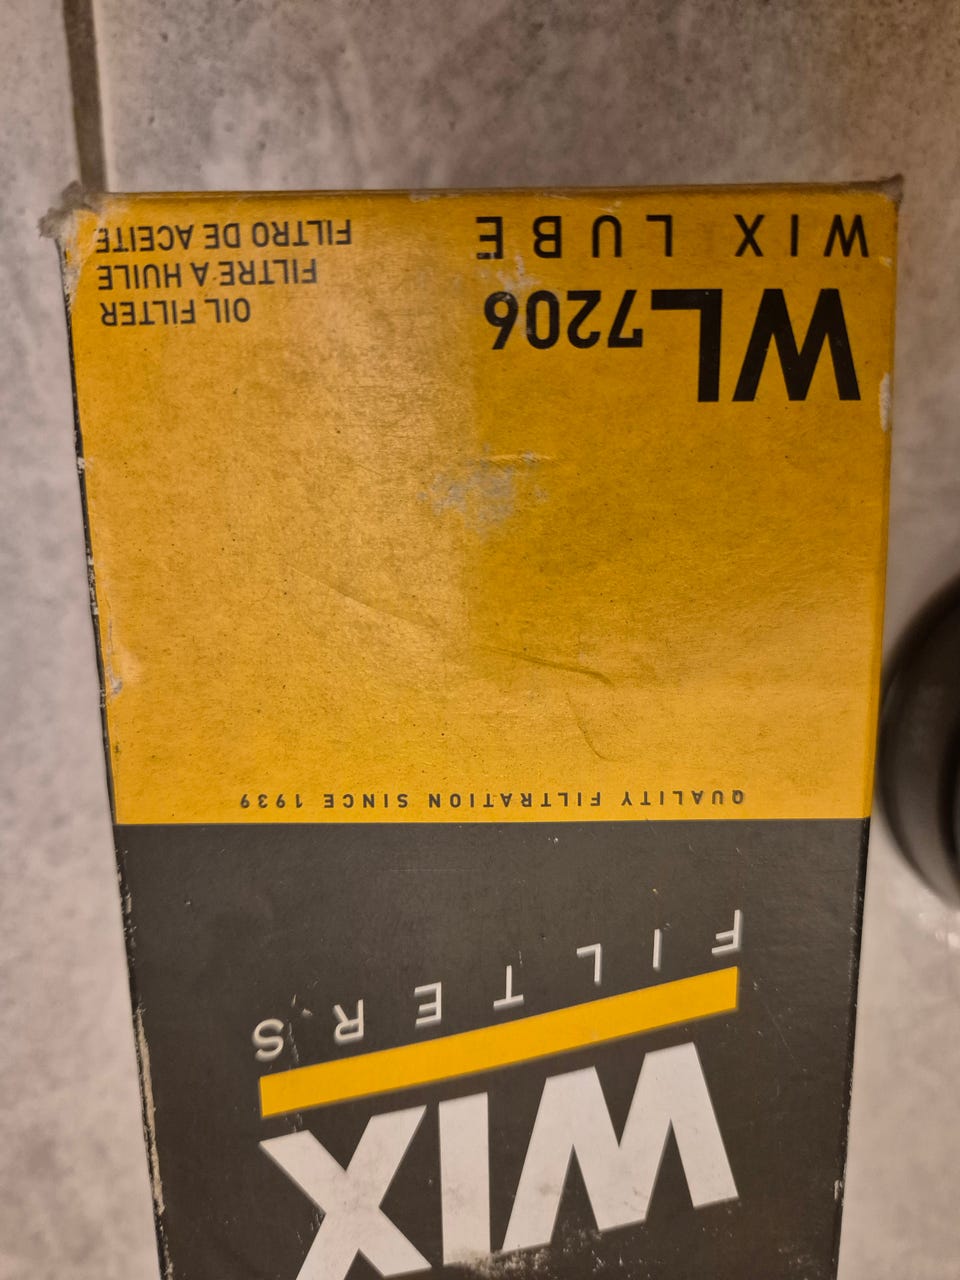 WIX
FILTERS
QUALITY FILTRATION SINCE 1939
WL7206
WIX LUBE
OIL FILTER
FILTRE A HUILE
FILTRO DE ACEITE